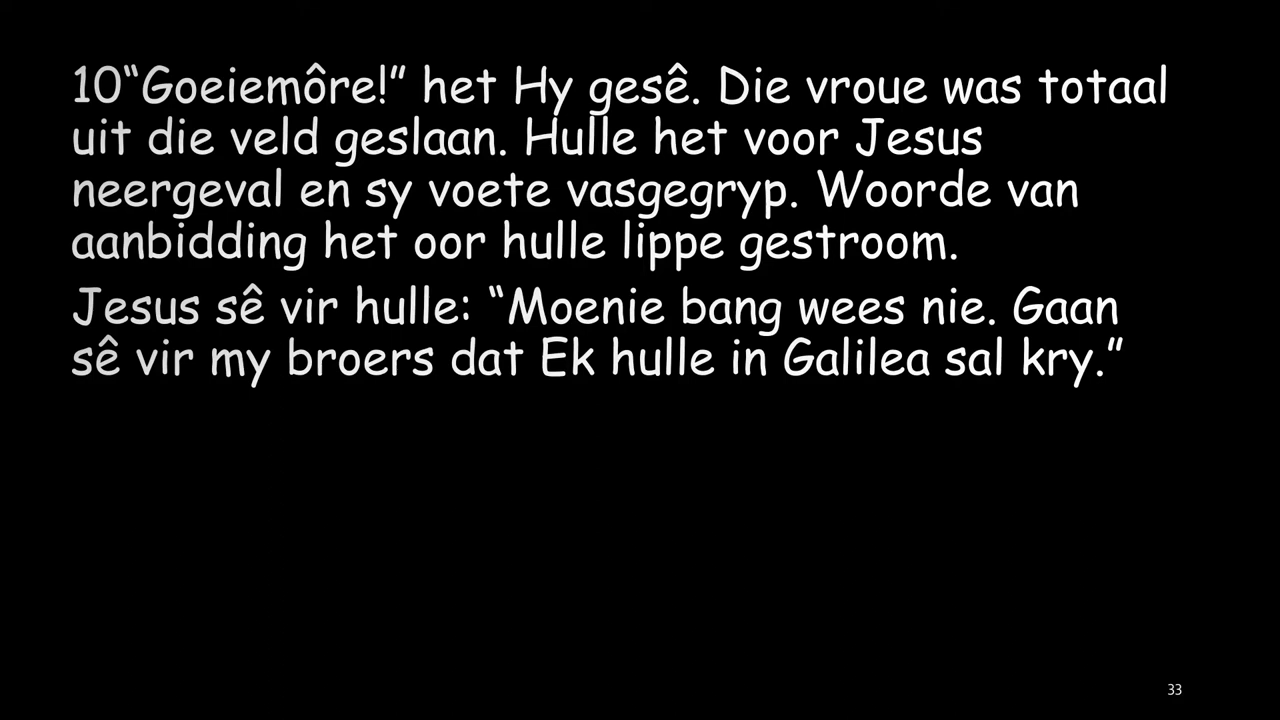 10“Goeiemôre!” het Hy gesê. Die vroue was totaal
uit die veld geslaan. Hulle het voor Jesus
neergeval en sy voete vasgegryp. Woorde van
aanbidding het oor hulle lippe gestroom.
Jesus sê vir hulle: “Moenie bang wees nie. Gaan
sê vir my broers dat Ek hulle in Galilea sal kry.”
33